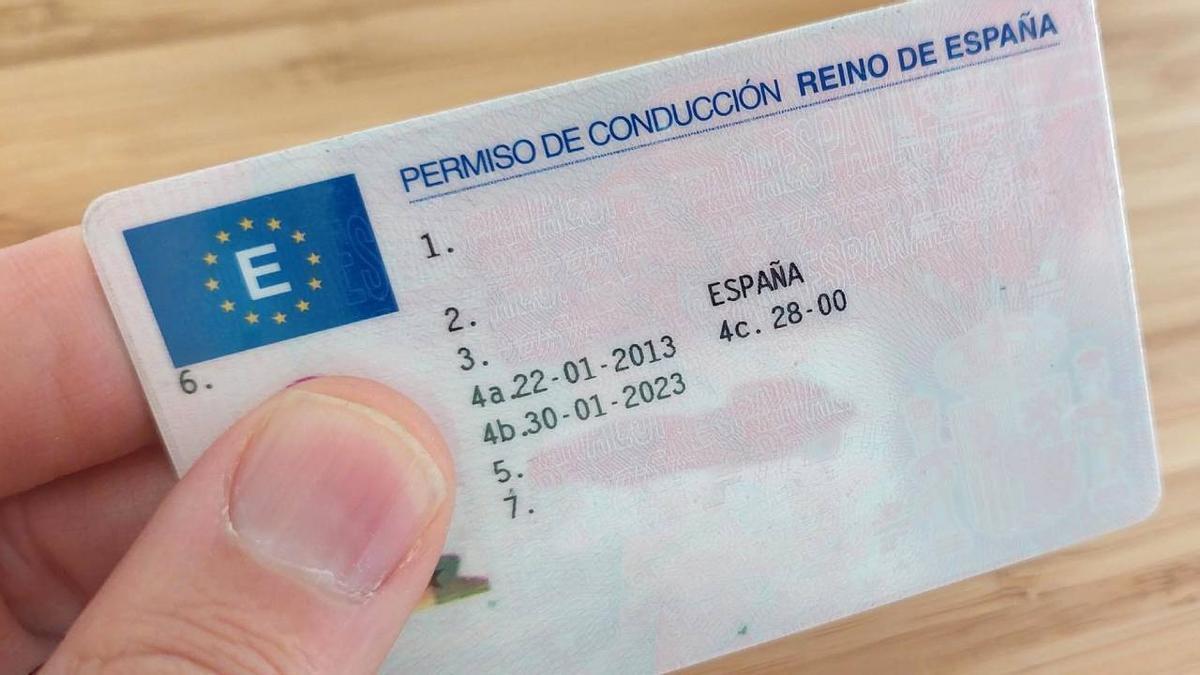 PERMISO DE CONDUCCIÓN REINO DE ESPAÑA
E
1.
2.
3. ESPAÑA
4a.22-01-2013 4c. 28-00
4b.30-01-2023
5.
6.
7.